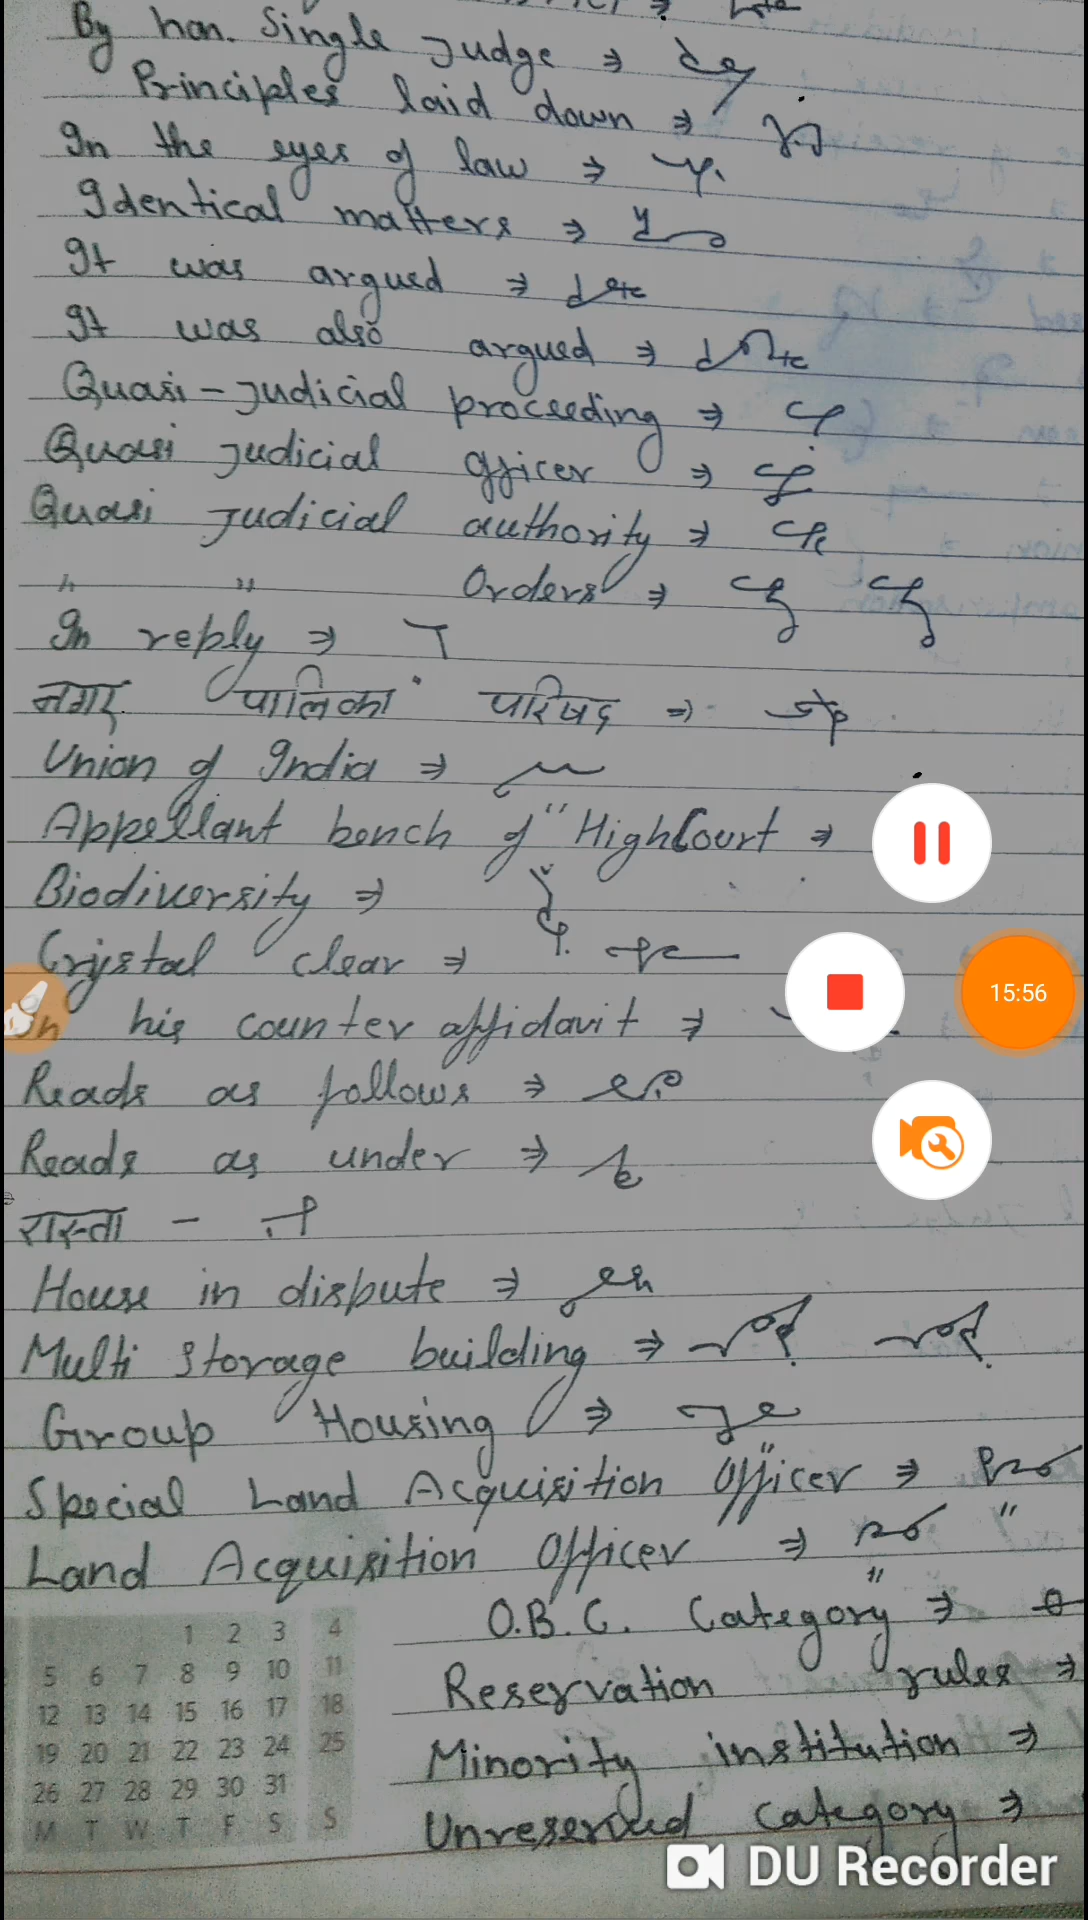 By hon. Single Judge ⇒
Principles laid down ⇒
In the eyes of law ⇒
Identical matters ⇒
It was argued ⇒
It was also argued ⇒
Quasi - Judicial proceeding ⇒
Quasi Judicial officer ⇒
Quasi Judicial authority ⇒
" " Orders ⇒
In reply ⇒
नगर पालिका परिषद ⇒
Union of India ⇒
Appellant bench of "HighCourt ⇒
Biodiversity ⇒
Crystal clear ⇒
In his counter affidavit ⇒
15:56
Reads as follows ⇒
Reads as under ⇒
रास्ता -
House in dispute ⇒
Multi Storage building ⇒
Group Housing ⇒
Special Land Acquisition Officer ⇒
Land Acquisition Officer ⇒
O.B.C. Category ⇒
Reservation rules ⇒
Minority institution ⇒
Unreserved Category ⇒
1 2 3 4
5 6 7 8 9 10 11
12 13 14 15 16 17 18
19 20 21 22 23 24 25
26 27 28 29 30 31
M T W T F S S
DU Recorder